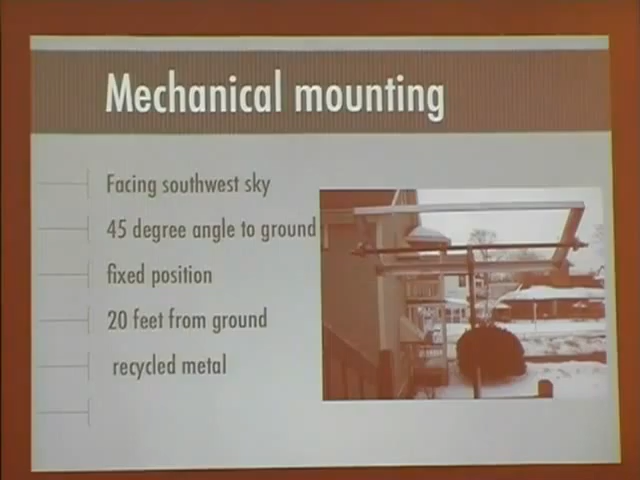 Mechanical mounting
Facing southwest sky
45 degree angle to ground
fixed position
20 feet from ground
recycled metal